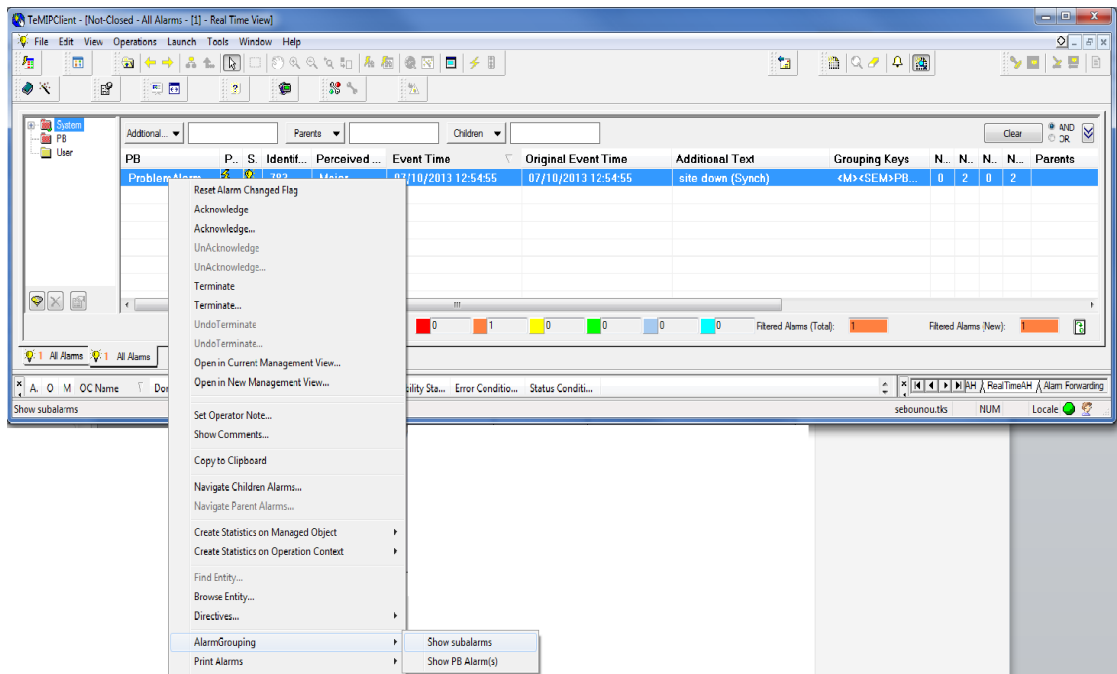 TeMIPClient - [Not-Closed - All Alarms - [1] - Real Time View]
File Edit View Operations Launch Tools Window Help
System
PB
User
Addtional... Parents Children Clear AND OR
PB P.. S. Identif... Perceived ... Event Time Original Event Time Additional Text Grouping Keys N... N.. N.. N... Parents
ProblemAlarm 783 Major 07/10/2013 12:54:55 07/10/2013 12:54:55 site down (Synch) <M><SEM>PB... 0 2 0 2
Reset Alarm Changed Flag
Acknowledge
Acknowledge...
UnAcknowledge
UnAcknowledge...
Terminate
Terminate...
UndoTerminate
UndoTerminate...
Open in Current Management View...
Open in New Management View...
Set Operator Note...
Show Comments...
Copy to Clipboard
Navigate Children Alarms...
Navigate Parent Alarms...
Create Statistics on Managed Object
Create Statistics on Operation Context
Find Entity...
Browse Entity...
Directives...
AlarmGrouping
Print Alarms
Show subalarms
Show PB Alarm(s)
0 1 0 0 0 0 Filtered Alarms (Total): 1 Filtered Alarms (New): 1
1 All Alarms 1 All Alarms
A. O M OC Name Dor bility Sta... Error Conditio... Status Conditi... AH RealTimeAH Alarm Forwarding
Show subalarms sebounou.tks NUM Locale